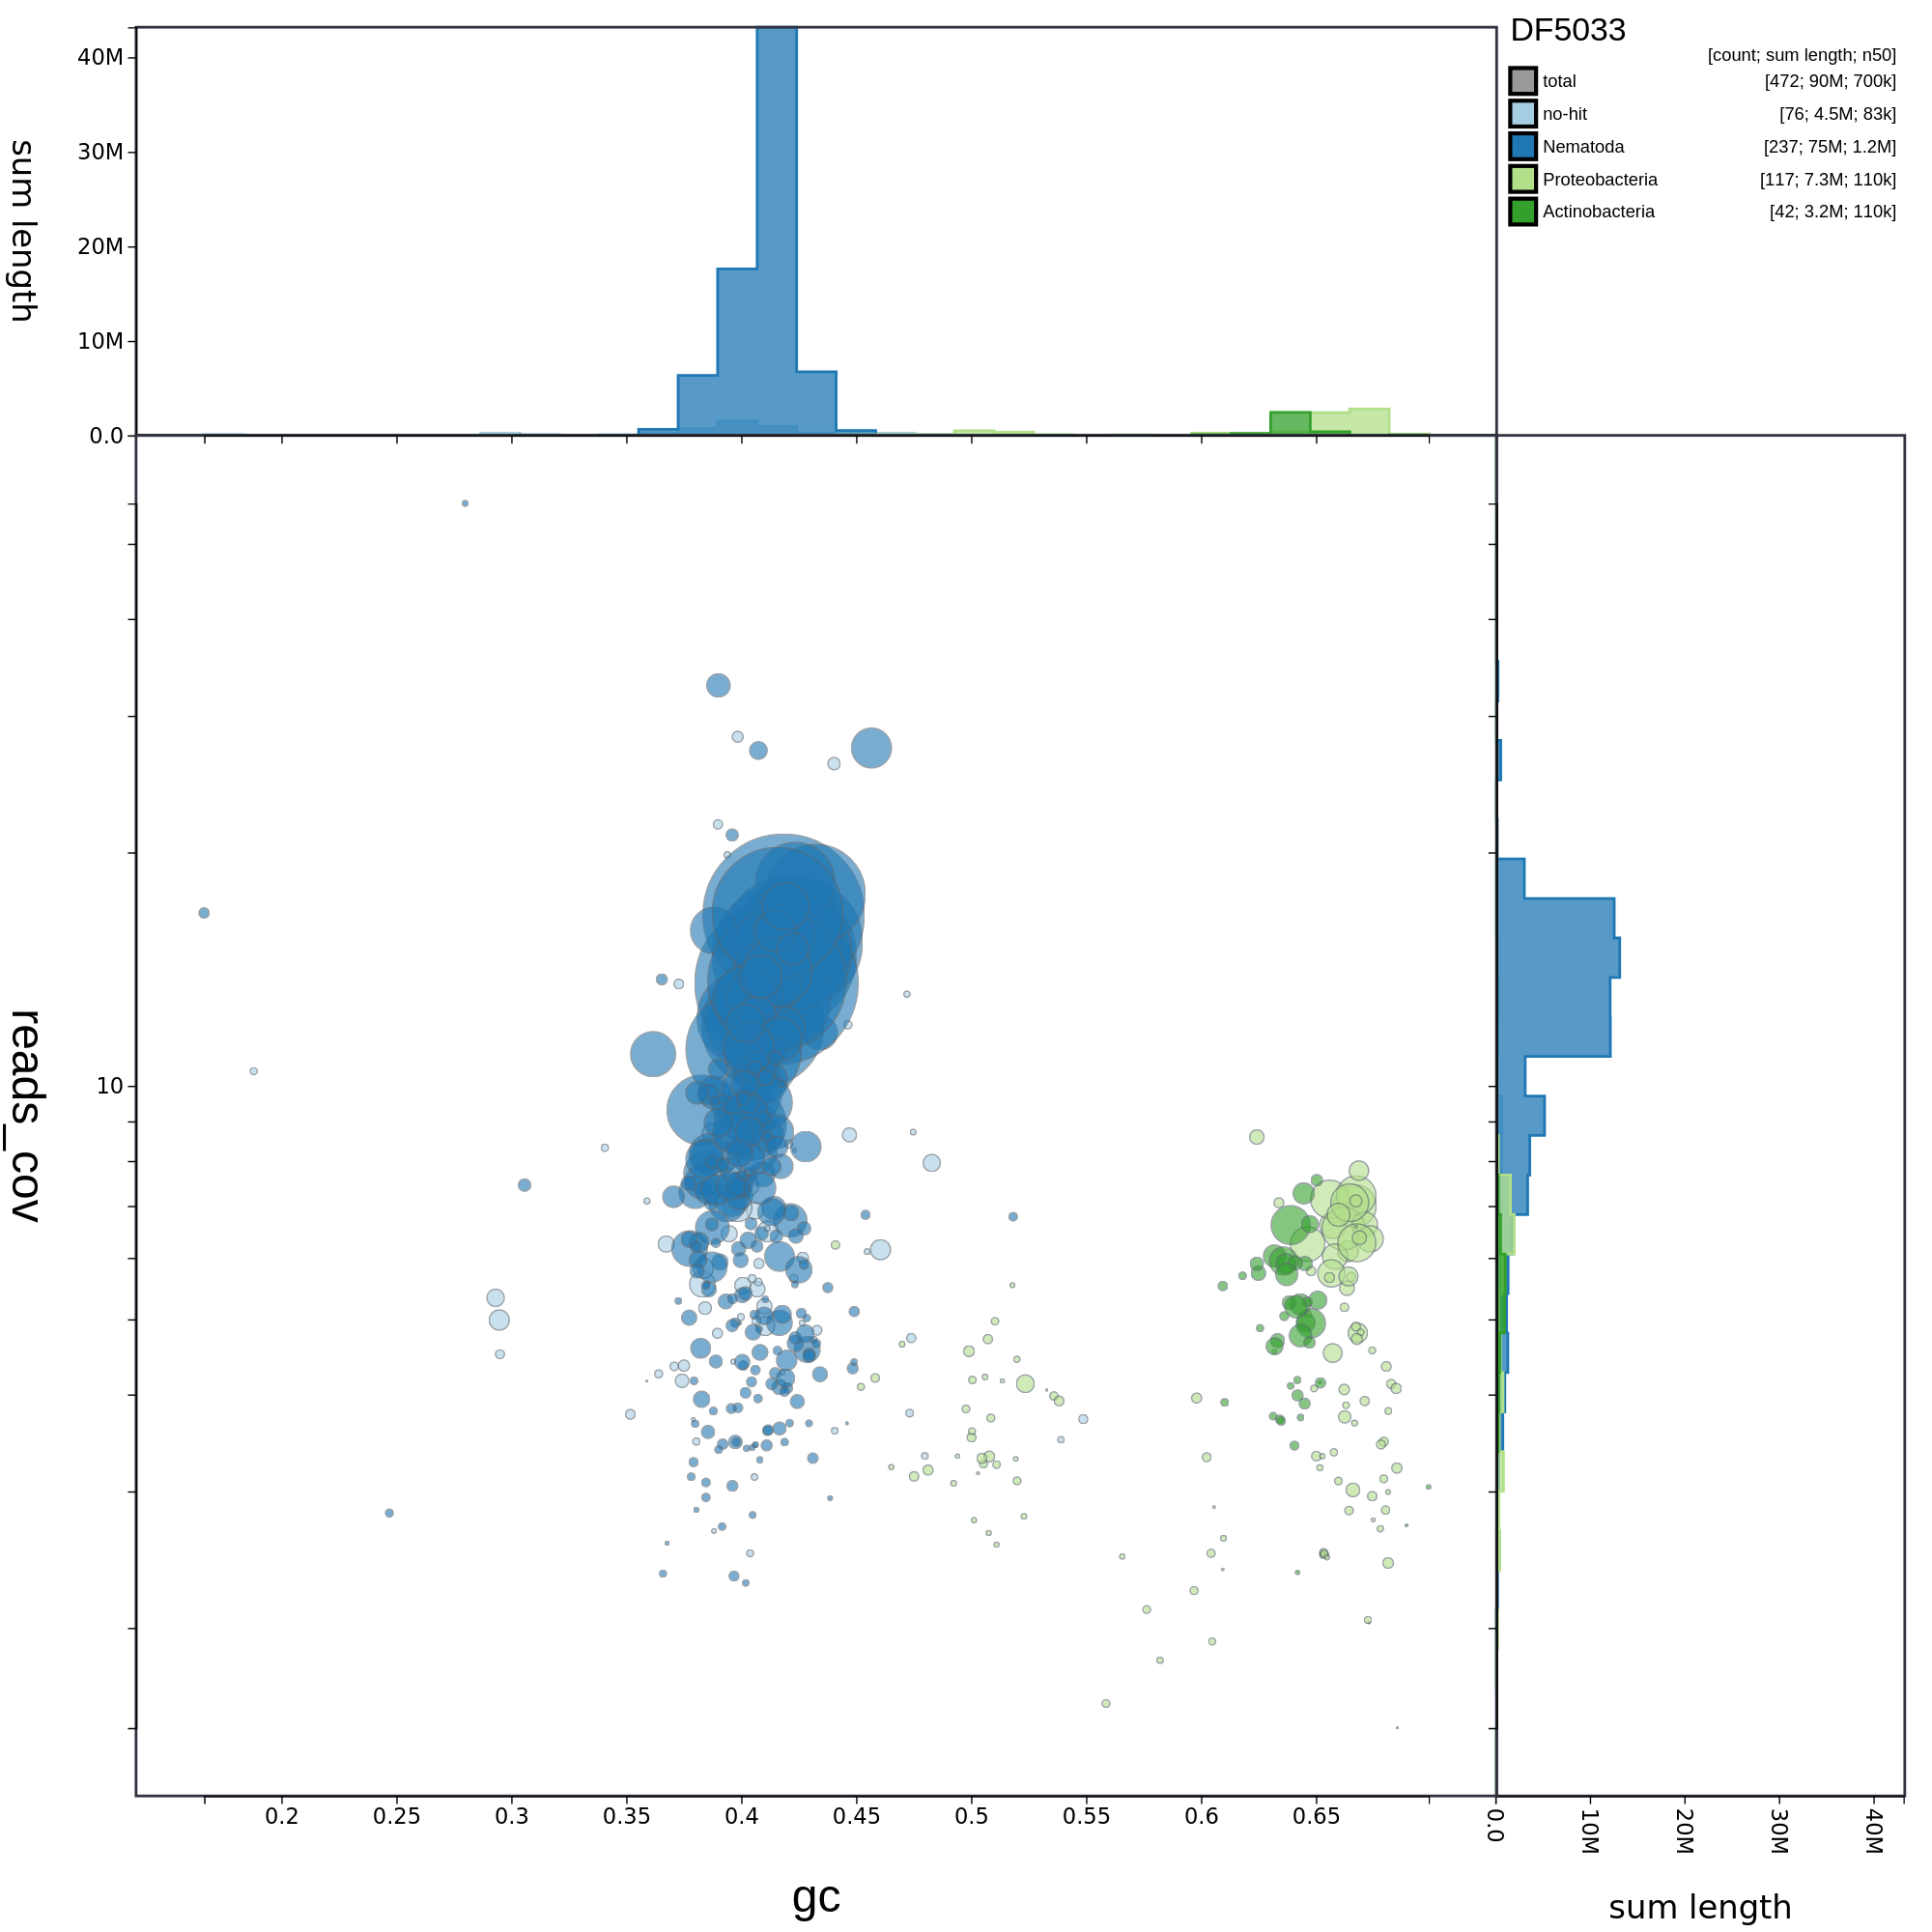 DF5033
[count; sum length; n50]
total [472; 90M; 700k]
no-hit [76; 4.5M; 83k]
Nematoda [237; 75M; 1.2M]
Proteobacteria [117; 7.3M; 110k]
Actinobacteria [42; 3.2M; 110k]
sum length
40M
30M
20M
10M
0.0
reads_cov
10
0.2 0.25 0.3 0.35 0.4 0.45 0.5 0.55 0.6 0.65
gc
0.0 10M 20M 30M 40M
sum length